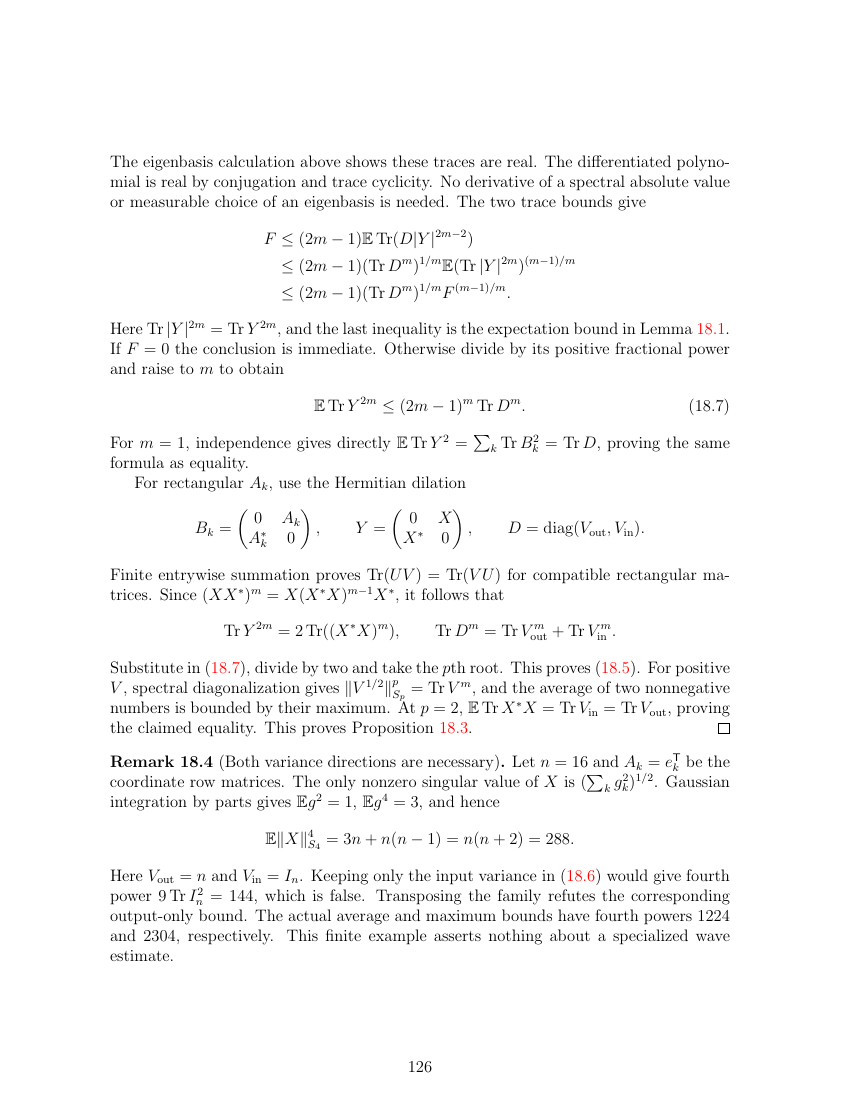 The eigenbasis calculation above shows these traces are real. The differentiated polyno-
mial is real by conjugation and trace cyclicity. No derivative of a spectral absolute value
or measurable choice of an eigenbasis is needed. The two trace bounds give
F ≤ (2m − 1)𝔼 Tr(D|Y|^{2m−2})
≤ (2m − 1)(Tr D^m)^{1/m}𝔼(Tr |Y|^{2m})^{(m−1)/m}
≤ (2m − 1)(Tr D^m)^{1/m}F^{(m−1)/m}.
Here Tr |Y|^{2m} = Tr Y^{2m}, and the last inequality is the expectation bound in Lemma 18.1.
If F = 0 the conclusion is immediate. Otherwise divide by its positive fractional power
and raise to m to obtain
𝔼 Tr Y^{2m} ≤ (2m − 1)^m Tr D^m. (18.7)
For m = 1, independence gives directly 𝔼 Tr Y^2 = ∑_k Tr B_k^2 = Tr D, proving the same
formula as equality.
For rectangular A_k, use the Hermitian dilation
B_k = ( 0 A_k ; A_k^* 0 ), Y = ( 0 X ; X^* 0 ), D = diag(V_out, V_in).
Finite entrywise summation proves Tr(UV) = Tr(VU) for compatible rectangular ma-
trices. Since (XX^*)^m = X(X^*X)^{m−1}X^*, it follows that
Tr Y^{2m} = 2 Tr((X^*X)^m), Tr D^m = Tr V_out^m + Tr V_in^m.
Substitute in (18.7), divide by two and take the pth root. This proves (18.5). For positive
V, spectral diagonalization gives ‖V^{1/2}‖_{S_p}^p = Tr V^m, and the average of two nonnegative
numbers is bounded by their maximum. At p = 2, 𝔼 Tr X^*X = Tr V_in = Tr V_out, proving
the claimed equality. This proves Proposition 18.3. □
Remark 18.4 (Both variance directions are necessary). Let n = 16 and A_k = e_k^T be the
coordinate row matrices. The only nonzero singular value of X is (∑_k g_k^2)^{1/2}. Gaussian
integration by parts gives 𝔼g^2 = 1, 𝔼g^4 = 3, and hence
𝔼‖X‖_{S_4}^4 = 3n + n(n − 1) = n(n + 2) = 288.
Here V_out = n and V_in = I_n. Keeping only the input variance in (18.6) would give fourth
power 9 Tr I_n^2 = 144, which is false. Transposing the family refutes the corresponding
output-only bound. The actual average and maximum bounds have fourth powers 1224
and 2304, respectively. This finite example asserts nothing about a specialized wave
estimate.
126